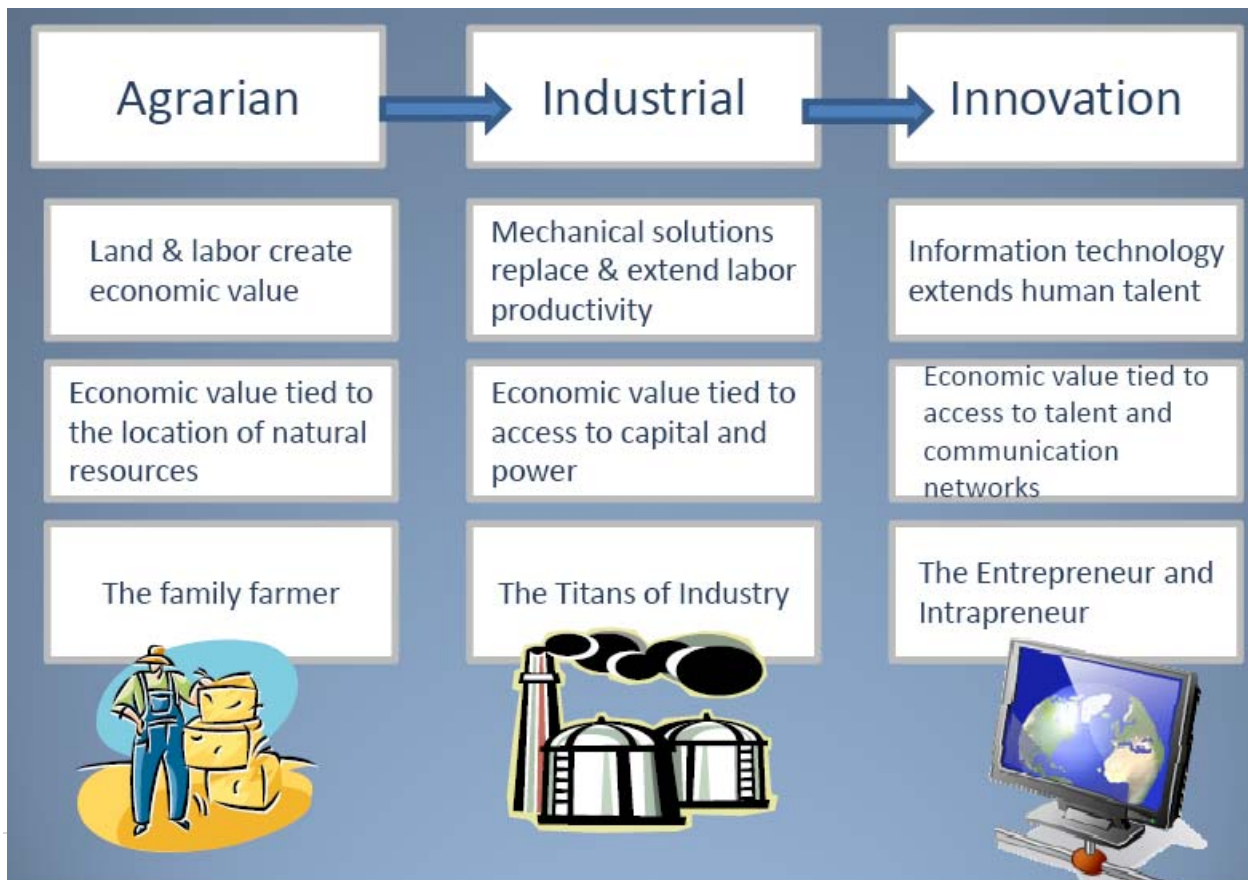 Agrarian
Industrial
Innovation
Land & labor create
economic value
Mechanical solutions
replace & extend labor
productivity
Information technology
extends human talent
Economic value tied to
the location of natural
resources
Economic value tied to
access to capital and
power
Economic value tied to
access to talent and
communication
networks
The family farmer
The Titans of Industry
The Entrepreneur and
Intrapreneur